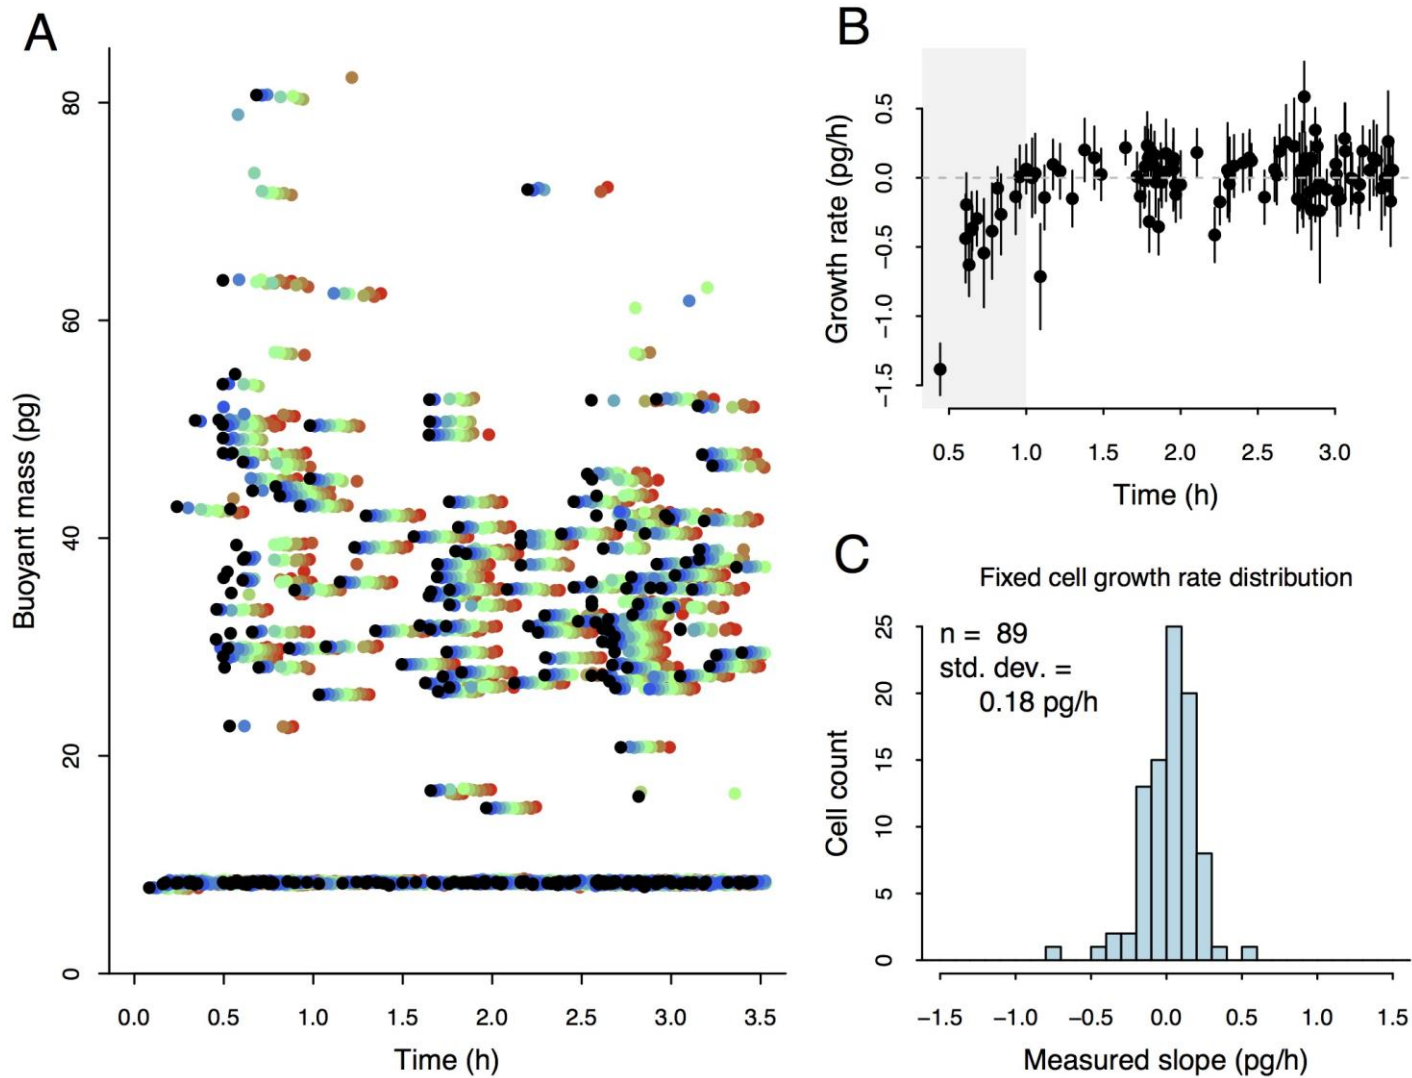 A
80
60
40
20
0
Buoyant mass (pg)
0.0 0.5 1.0 1.5 2.0 2.5 3.0 3.5
Time (h)
B
0.5
0.0
−0.5
−1.0
−1.5
Growth rate (pg/h)
0.5 1.0 1.5 2.0 2.5 3.0
Time (h)
C
Fixed cell growth rate distribution
n = 89
std. dev. =
0.18 pg/h
25
20
15
10
5
0
Cell count
−1.5 −1.0 −0.5 0.0 0.5 1.0 1.5
Measured slope (pg/h)